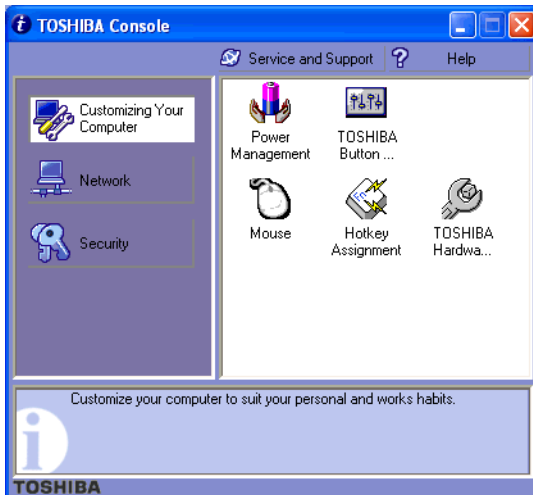 TOSHIBA Console
Service and Support ? Help
Customizing Your
Computer
Network
Security
Power
Management
TOSHIBA
Button ...
Mouse
Fn
Hotkey
Assignment
TOSHIBA
Hardwa...
Customize your computer to suit your personal and works habits.
i
TOSHIBA